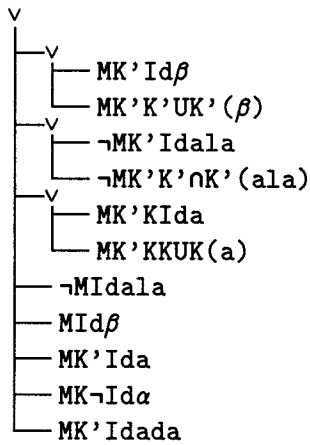 ∨
∨
MK'Idβ
MK'K'UK'(β)
∨
¬MK'Idala
¬MK'K'∩K'(ala)
∨
MK'KIda
MK'KKUK(a)
¬MIdala
MIdβ
MK'Ida
MK¬Idα
MK'Idada